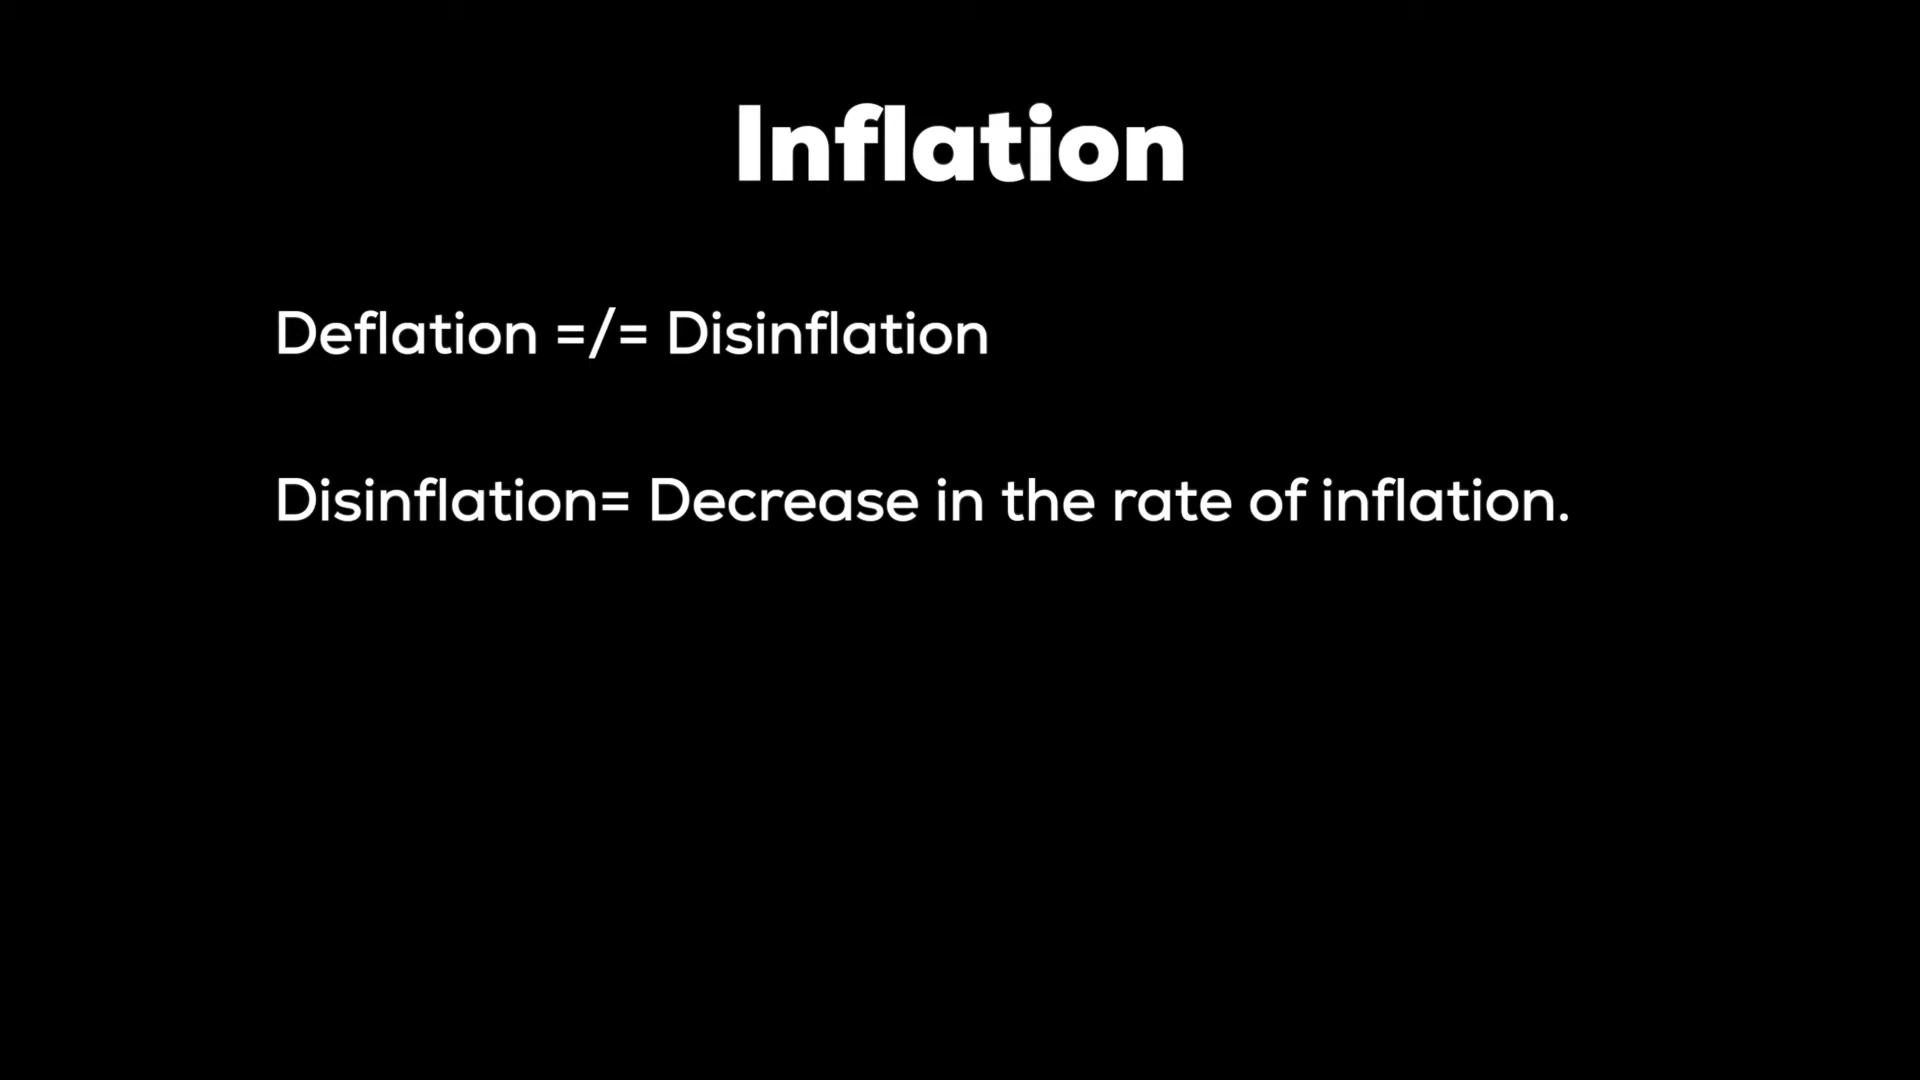 Inflation
Deflation =/= Disinflation
Disinflation= Decrease in the rate of inflation.